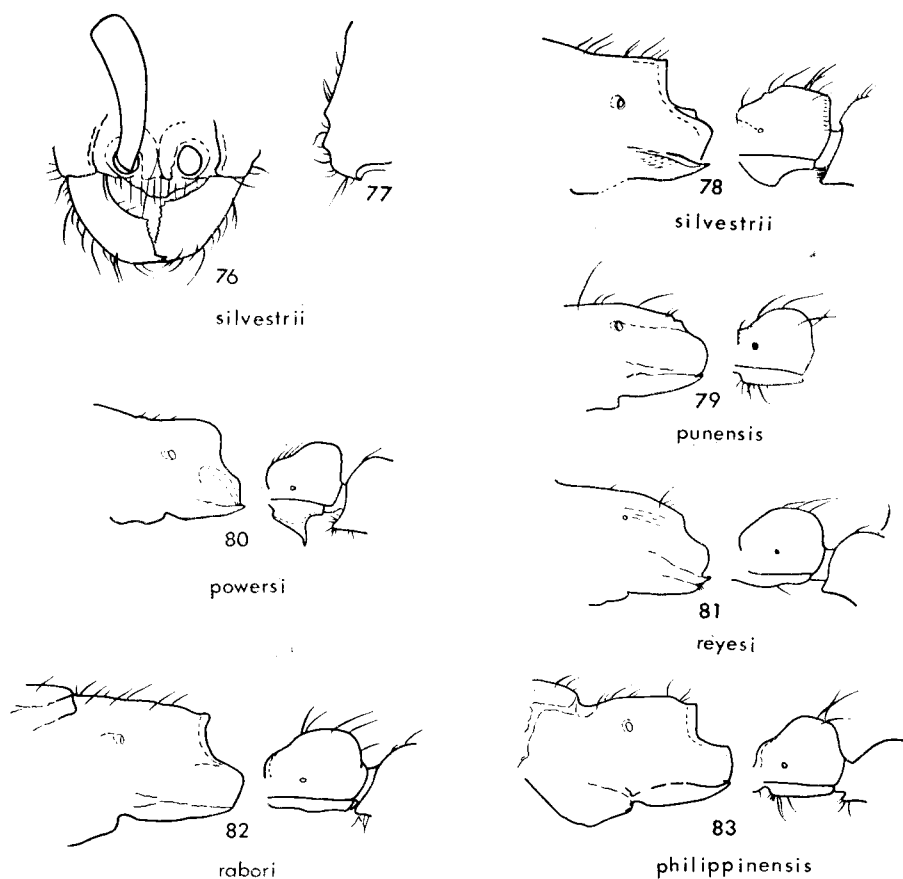 76
silvestrii
77
78
silvestrii
79
punensis
80
powersi
81
reyesi
82
rabori
83
philippinensis